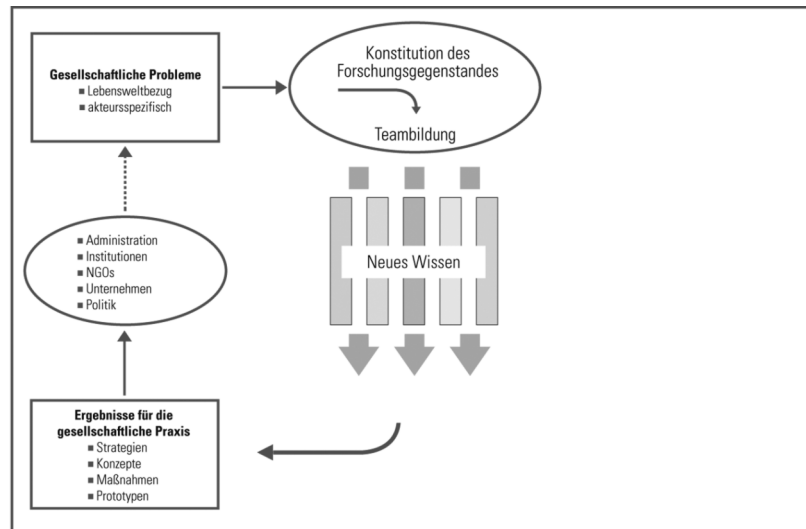 Gesellschaftliche Probleme
■ Lebensweltbezug
■ akteursspezifisch
Konstitution des
Forschungsgegenstandes
Teambildung
■ Administration
■ Institutionen
■ NGOs
■ Unternehmen
■ Politik
Neues Wissen
Ergebnisse für die
gesellschaftliche Praxis
■ Strategien
■ Konzepte
■ Maßnahmen
■ Prototypen